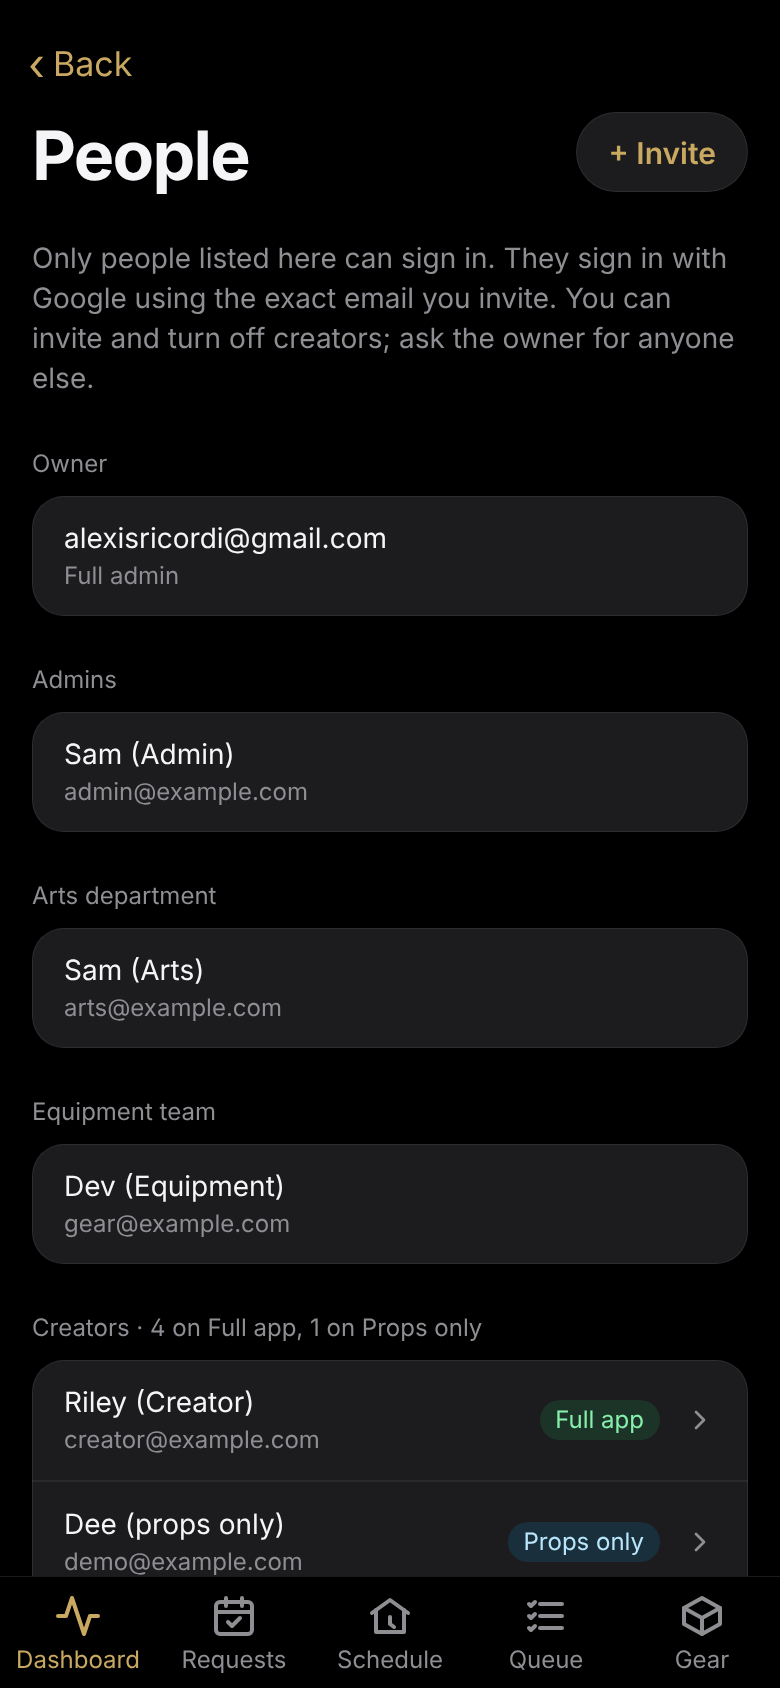 ‹ Back
People
+ Invite
Only people listed here can sign in. They sign in with
Google using the exact email you invite. You can
invite and turn off creators; ask the owner for anyone
else.
Owner
alexisricordi@gmail.com
Full admin
Admins
Sam (Admin)
admin@example.com
Arts department
Sam (Arts)
arts@example.com
Equipment team
Dev (Equipment)
gear@example.com
Creators · 4 on Full app, 1 on Props only
Riley (Creator)
Full app
creator@example.com
Dee (props only)
Props only
demo@example.com
Dashboard
Requests
Schedule
Queue
Gear